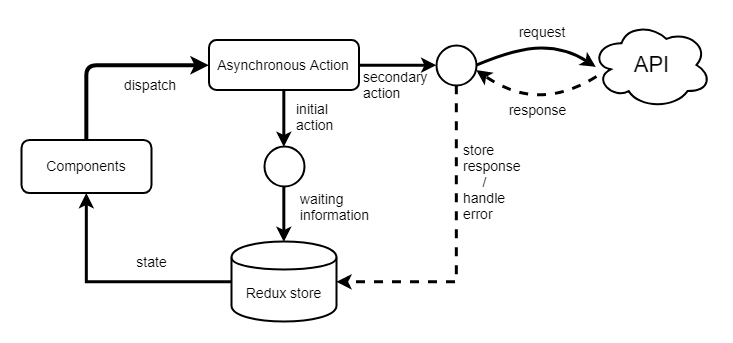 request
Asynchronous Action
API
dispatch
secondary
action
response
initial
action
Components
store
response
/
handle
error
waiting
information
state
Redux store